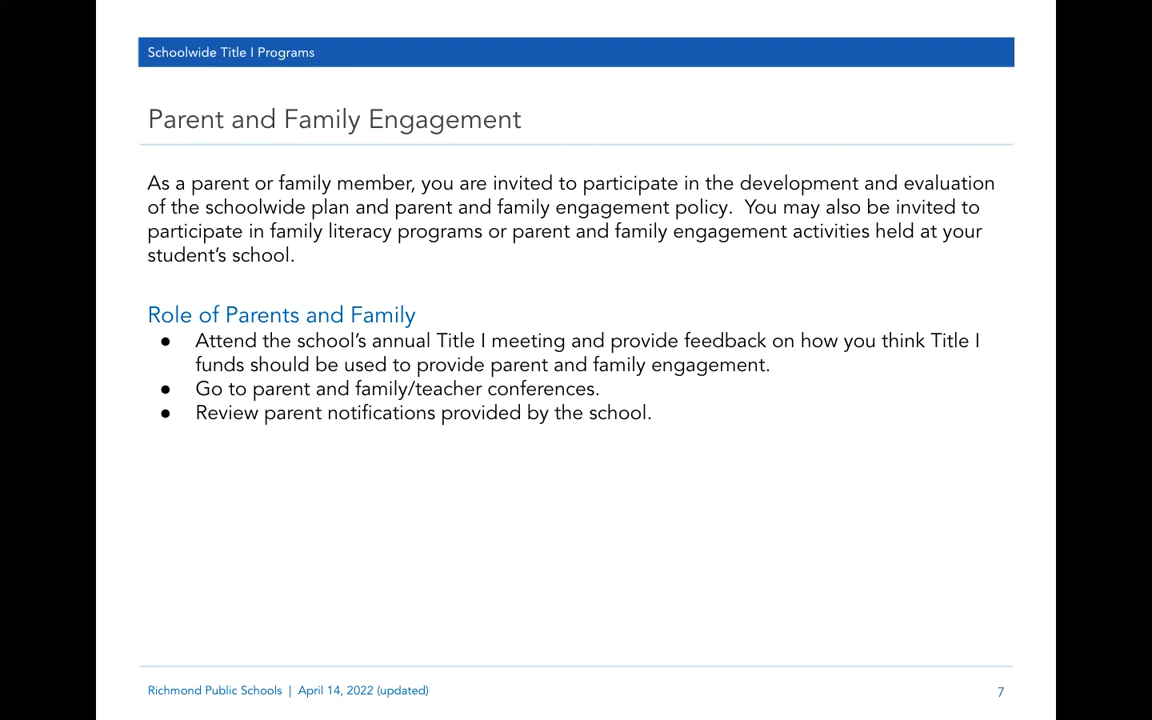 Schoolwide Title I Programs
Parent and Family Engagement
As a parent or family member, you are invited to participate in the development and evaluation
of the schoolwide plan and parent and family engagement policy.  You may also be invited to
participate in family literacy programs or parent and family engagement activities held at your
student’s school.
Role of Parents and Family
● Attend the school’s annual Title I meeting and provide feedback on how you think Title I
funds should be used to provide parent and family engagement.
● Go to parent and family/teacher conferences.
● Review parent notifications provided by the school.
Richmond Public Schools | April 14, 2022 (updated)
7